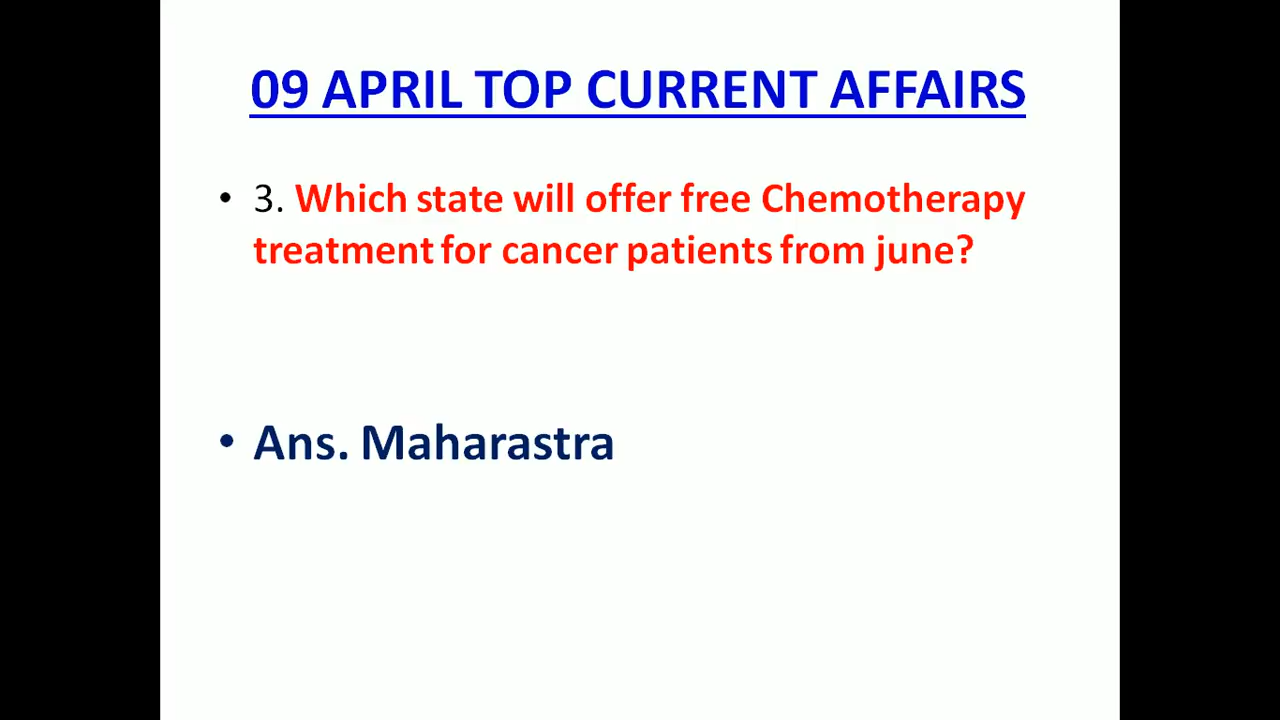 09 APRIL TOP CURRENT AFFAIRS
• 3. Which state will offer free Chemotherapy
treatment for cancer patients from june?
• Ans. Maharastra